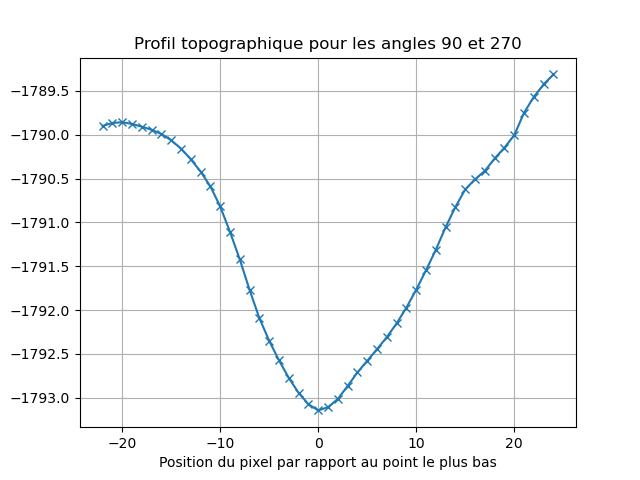 Profil topographique pour les angles 90 et 270
−1789.5
−1790.0
−1790.5
−1791.0
−1791.5
−1792.0
−1792.5
−1793.0
−20 −10 0 10 20
Position du pixel par rapport au point le plus bas